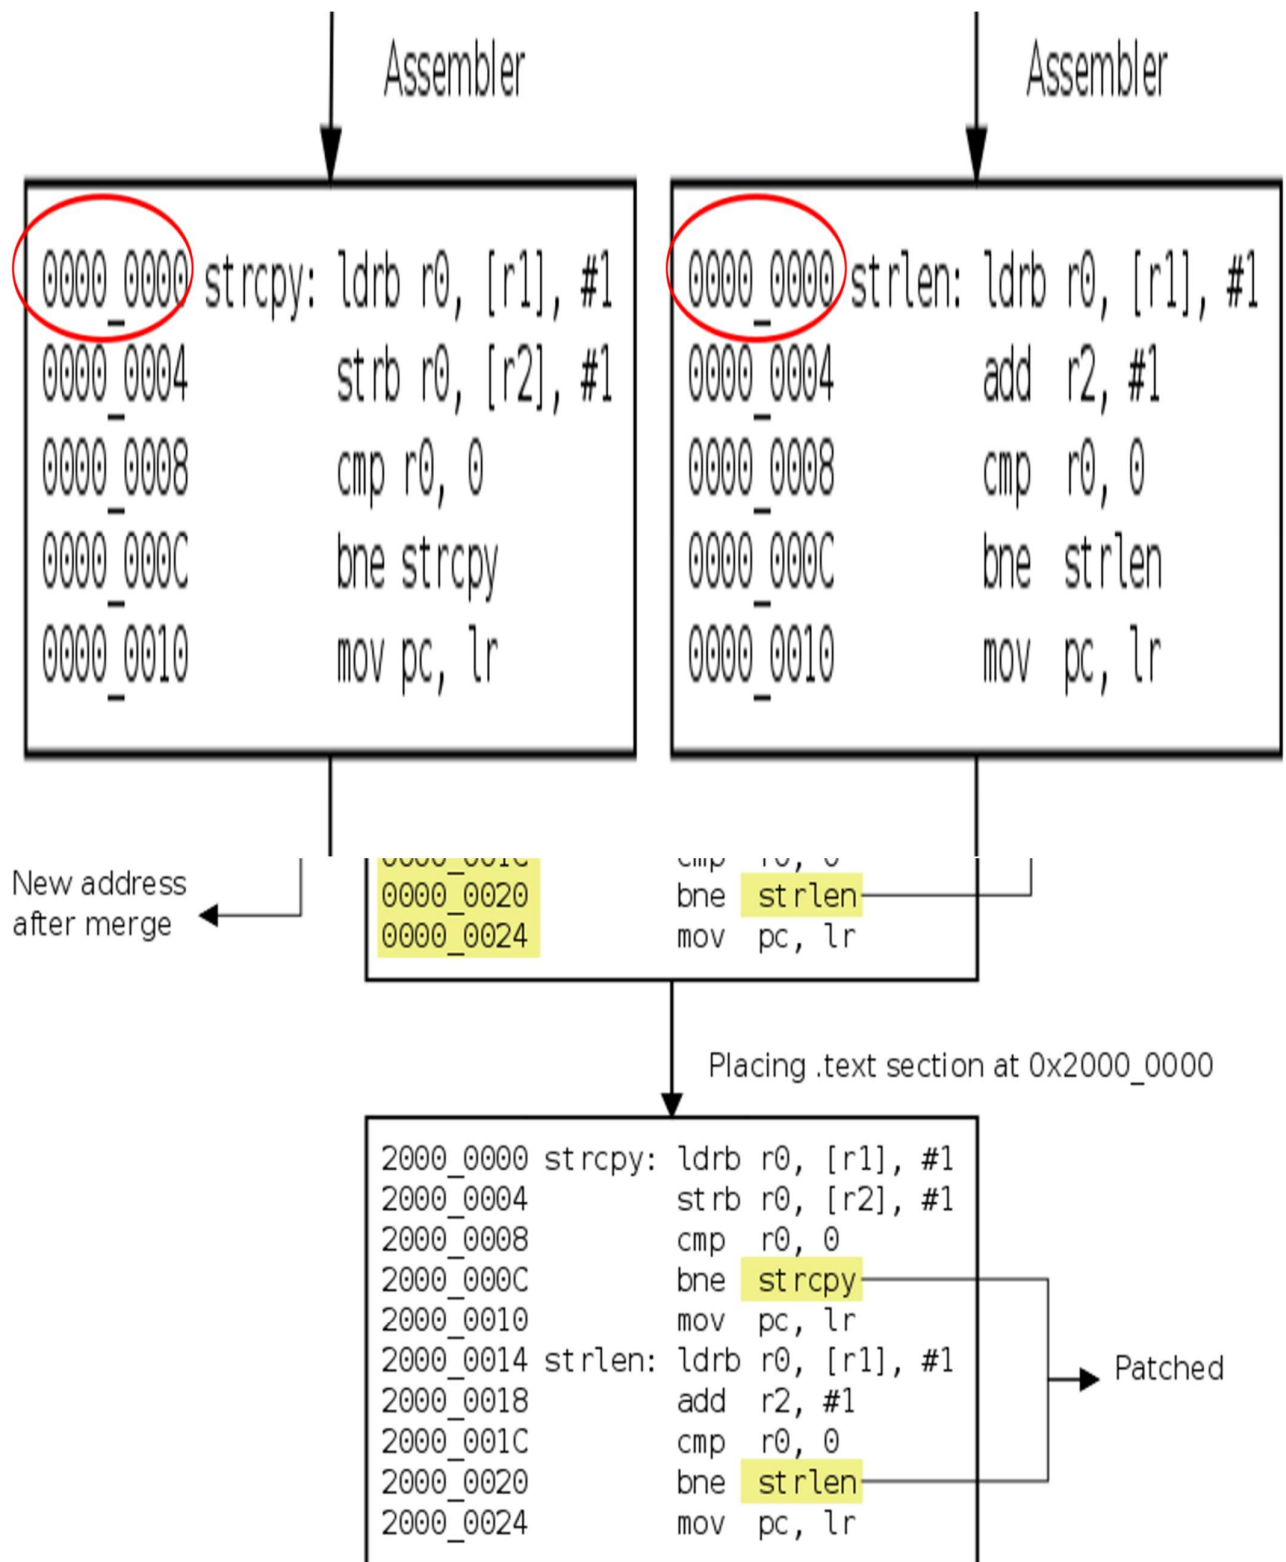 Assembler
Assembler
0000_0000 strcpy: ldrb r0, [r1], #1
0000_0004 strb r0, [r2], #1
0000_0008 cmp r0, 0
0000_000C bne strcpy
0000_0010 mov pc, lr
0000_0000 strlen: ldrb r0, [r1], #1
0000_0004 add r2, #1
0000_0008 cmp r0, 0
0000_000C bne strlen
0000_0010 mov pc, lr
New address
after merge
0000_001C cmp r0, 0
0000_0020 bne strlen
0000_0024 mov pc, lr
Placing .text section at 0x2000_0000
2000_0000 strcpy: ldrb r0, [r1], #1
2000_0004 strb r0, [r2], #1
2000_0008 cmp r0, 0
2000_000C bne strcpy
2000_0010 mov pc, lr
2000_0014 strlen: ldrb r0, [r1], #1
2000_0018 add r2, #1
2000_001C cmp r0, 0
2000_0020 bne strlen
2000_0024 mov pc, lr
Patched